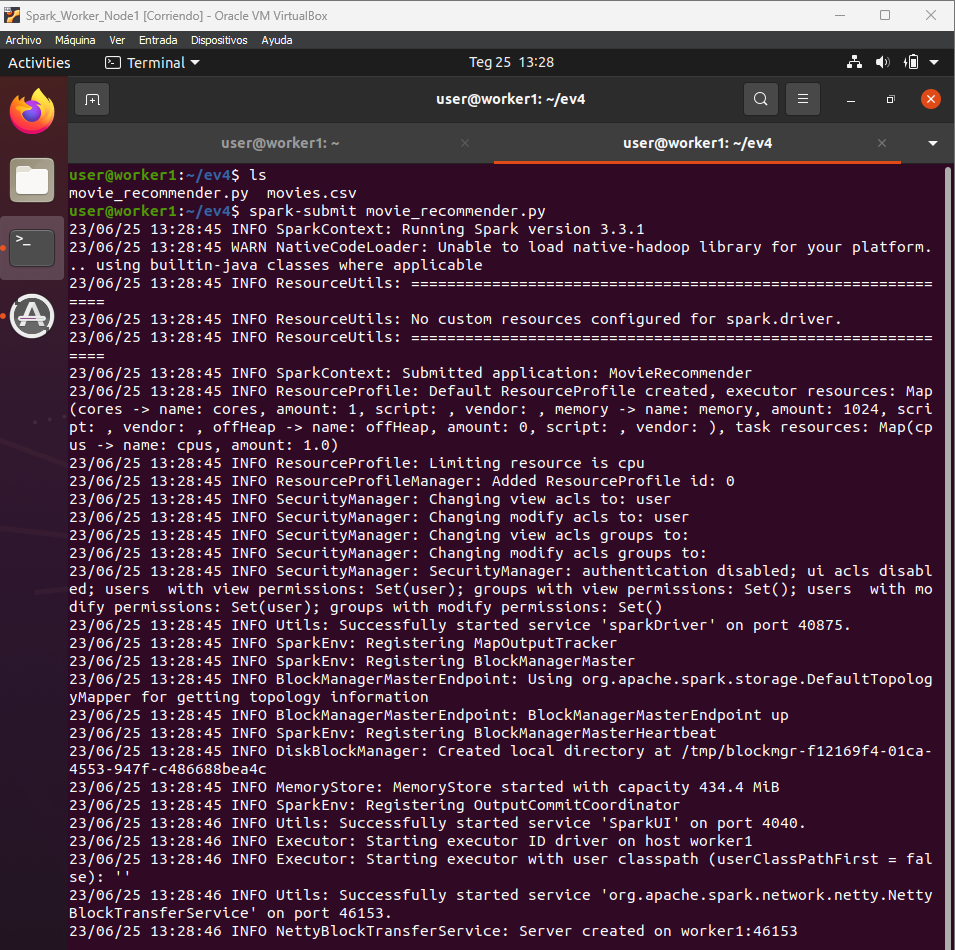 Spark_Worker_Node1 [Corriendo] - Oracle VM VirtualBox
Archivo Máquina Ver Entrada Dispositivos Ayuda
Activities Terminal Teg 25 13:28
user@worker1: ~/ev4
user@worker1: ~ user@worker1: ~/ev4
user@worker1:~/ev4$ ls
movie_recommender.py  movies.csv
user@worker1:~/ev4$ spark-submit movie_recommender.py
23/06/25 13:28:45 INFO SparkContext: Running Spark version 3.3.1
23/06/25 13:28:45 WARN NativeCodeLoader: Unable to load native-hadoop library for your platform.
.. using builtin-java classes where applicable
23/06/25 13:28:45 INFO ResourceUtils: ==========================================================
====
23/06/25 13:28:45 INFO ResourceUtils: No custom resources configured for spark.driver.
23/06/25 13:28:45 INFO ResourceUtils: ==========================================================
====
23/06/25 13:28:45 INFO SparkContext: Submitted application: MovieRecommender
23/06/25 13:28:45 INFO ResourceProfile: Default ResourceProfile created, executor resources: Map
(cores -> name: cores, amount: 1, script: , vendor: , memory -> name: memory, amount: 1024, scri
pt: , vendor: , offHeap -> name: offHeap, amount: 0, script: , vendor: ), task resources: Map(cp
us -> name: cpus, amount: 1.0)
23/06/25 13:28:45 INFO ResourceProfile: Limiting resource is cpu
23/06/25 13:28:45 INFO ResourceProfileManager: Added ResourceProfile id: 0
23/06/25 13:28:45 INFO SecurityManager: Changing view acls to: user
23/06/25 13:28:45 INFO SecurityManager: Changing modify acls to: user
23/06/25 13:28:45 INFO SecurityManager: Changing view acls groups to:
23/06/25 13:28:45 INFO SecurityManager: Changing modify acls groups to:
23/06/25 13:28:45 INFO SecurityManager: SecurityManager: authentication disabled; ui acls disabl
ed; users  with view permissions: Set(user); groups with view permissions: Set(); users  with mo
dify permissions: Set(user); groups with modify permissions: Set()
23/06/25 13:28:45 INFO Utils: Successfully started service 'sparkDriver' on port 40875.
23/06/25 13:28:45 INFO SparkEnv: Registering MapOutputTracker
23/06/25 13:28:45 INFO SparkEnv: Registering BlockManagerMaster
23/06/25 13:28:45 INFO BlockManagerMasterEndpoint: Using org.apache.spark.storage.DefaultTopolog
yMapper for getting topology information
23/06/25 13:28:45 INFO BlockManagerMasterEndpoint: BlockManagerMasterEndpoint up
23/06/25 13:28:45 INFO SparkEnv: Registering BlockManagerMasterHeartbeat
23/06/25 13:28:45 INFO DiskBlockManager: Created local directory at /tmp/blockmgr-f12169f4-01ca-
4553-947f-c486688bea4c
23/06/25 13:28:45 INFO MemoryStore: MemoryStore started with capacity 434.4 MiB
23/06/25 13:28:45 INFO SparkEnv: Registering OutputCommitCoordinator
23/06/25 13:28:46 INFO Utils: Successfully started service 'SparkUI' on port 4040.
23/06/25 13:28:46 INFO Executor: Starting executor ID driver on host worker1
23/06/25 13:28:46 INFO Executor: Starting executor with user classpath (userClassPathFirst = fal
se): ''
23/06/25 13:28:46 INFO Utils: Successfully started service 'org.apache.spark.network.netty.Netty
BlockTransferService' on port 46153.
23/06/25 13:28:46 INFO NettyBlockTransferService: Server created on worker1:46153